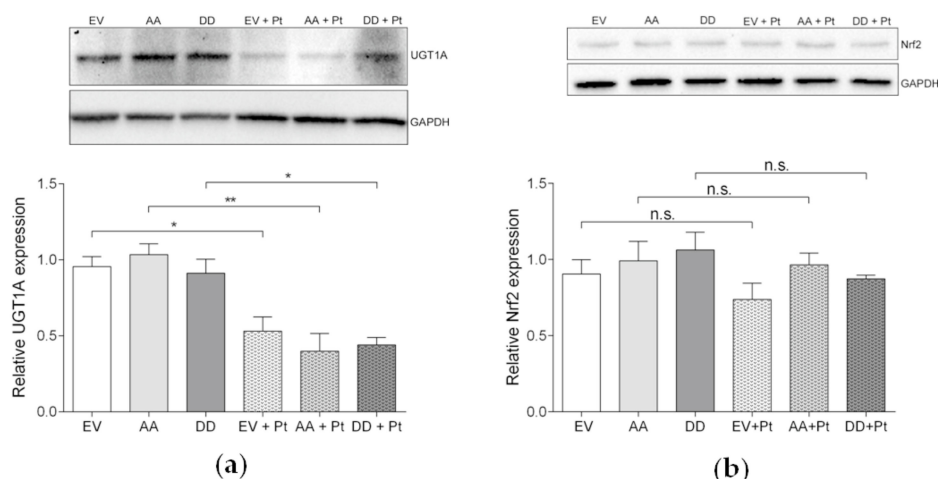 EV AA DD EV + Pt AA + Pt DD + Pt
UGT1A
GAPDH
* 
** 
*
Relative UGT1A expression
1.5
1.0
0.5
0.0
EV AA DD EV + Pt AA + Pt DD + Pt
(a)
EV AA DD EV + Pt AA + Pt DD + Pt
Nrf2
GAPDH
n.s.
n.s.
n.s.
Relative Nrf2 expression
1.5
1.0
0.5
0.0
EV AA DD EV+Pt AA+Pt DD+Pt
(b)